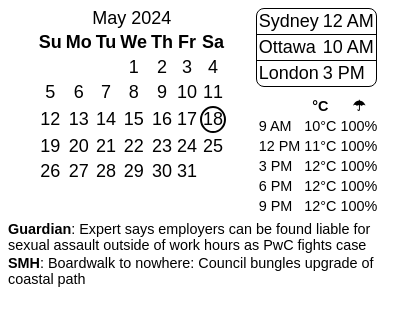 May 2024
Su Mo Tu We Th Fr Sa
1 2 3 4
5 6 7 8 9 10 11
12 13 14 15 16 17 18
19 20 21 22 23 24 25
26 27 28 29 30 31
Sydney 12 AM
Ottawa 10 AM
London 3 PM
°C ☂
9 AM 10°C 100%
12 PM 11°C 100%
3 PM 12°C 100%
6 PM 12°C 100%
9 PM 12°C 100%
Guardian: Expert says employers can be found liable for
sexual assault outside of work hours as PwC fights case
SMH: Boardwalk to nowhere: Council bungles upgrade of
coastal path